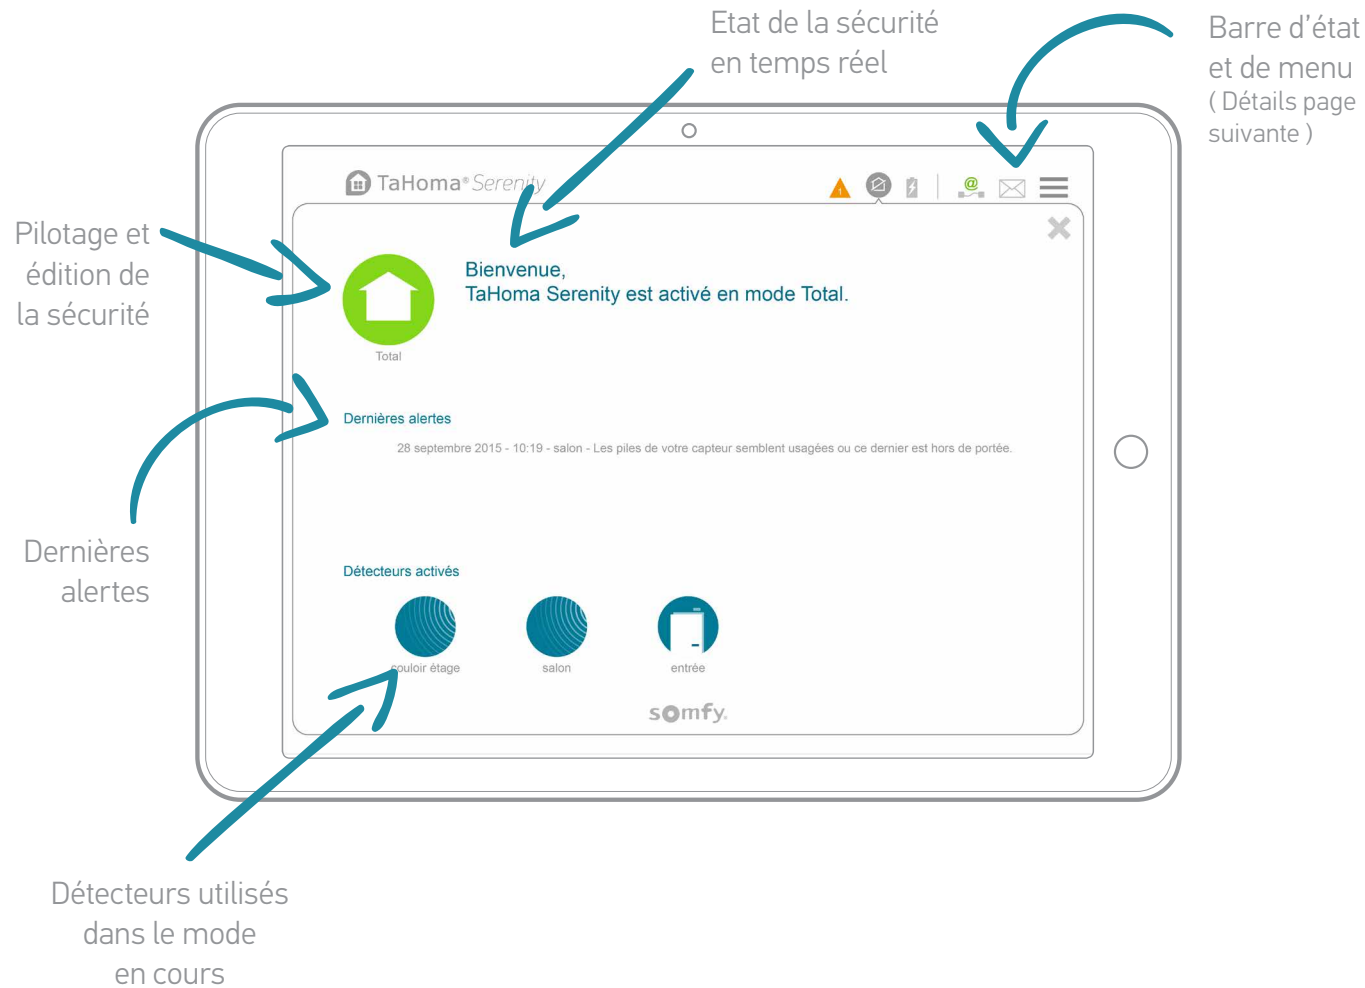 Etat de la sécurité
en temps réel
Barre d’état
et de menu
( Détails page
suivante )
TaHoma® Serenity
1
@
Pilotage et
édition de
la sécurité
Bienvenue,
TaHoma Serenity est activé en mode Total.
Total
Dernières alertes
28 septembre 2015 - 10:19 - salon - Les piles de votre capteur semblent usagées ou ce dernier est hors de portée.
Dernières
alertes
Détecteurs activés
couloir étage
salon
entrée
somfy.
Détecteurs utilisés
dans le mode
en cours